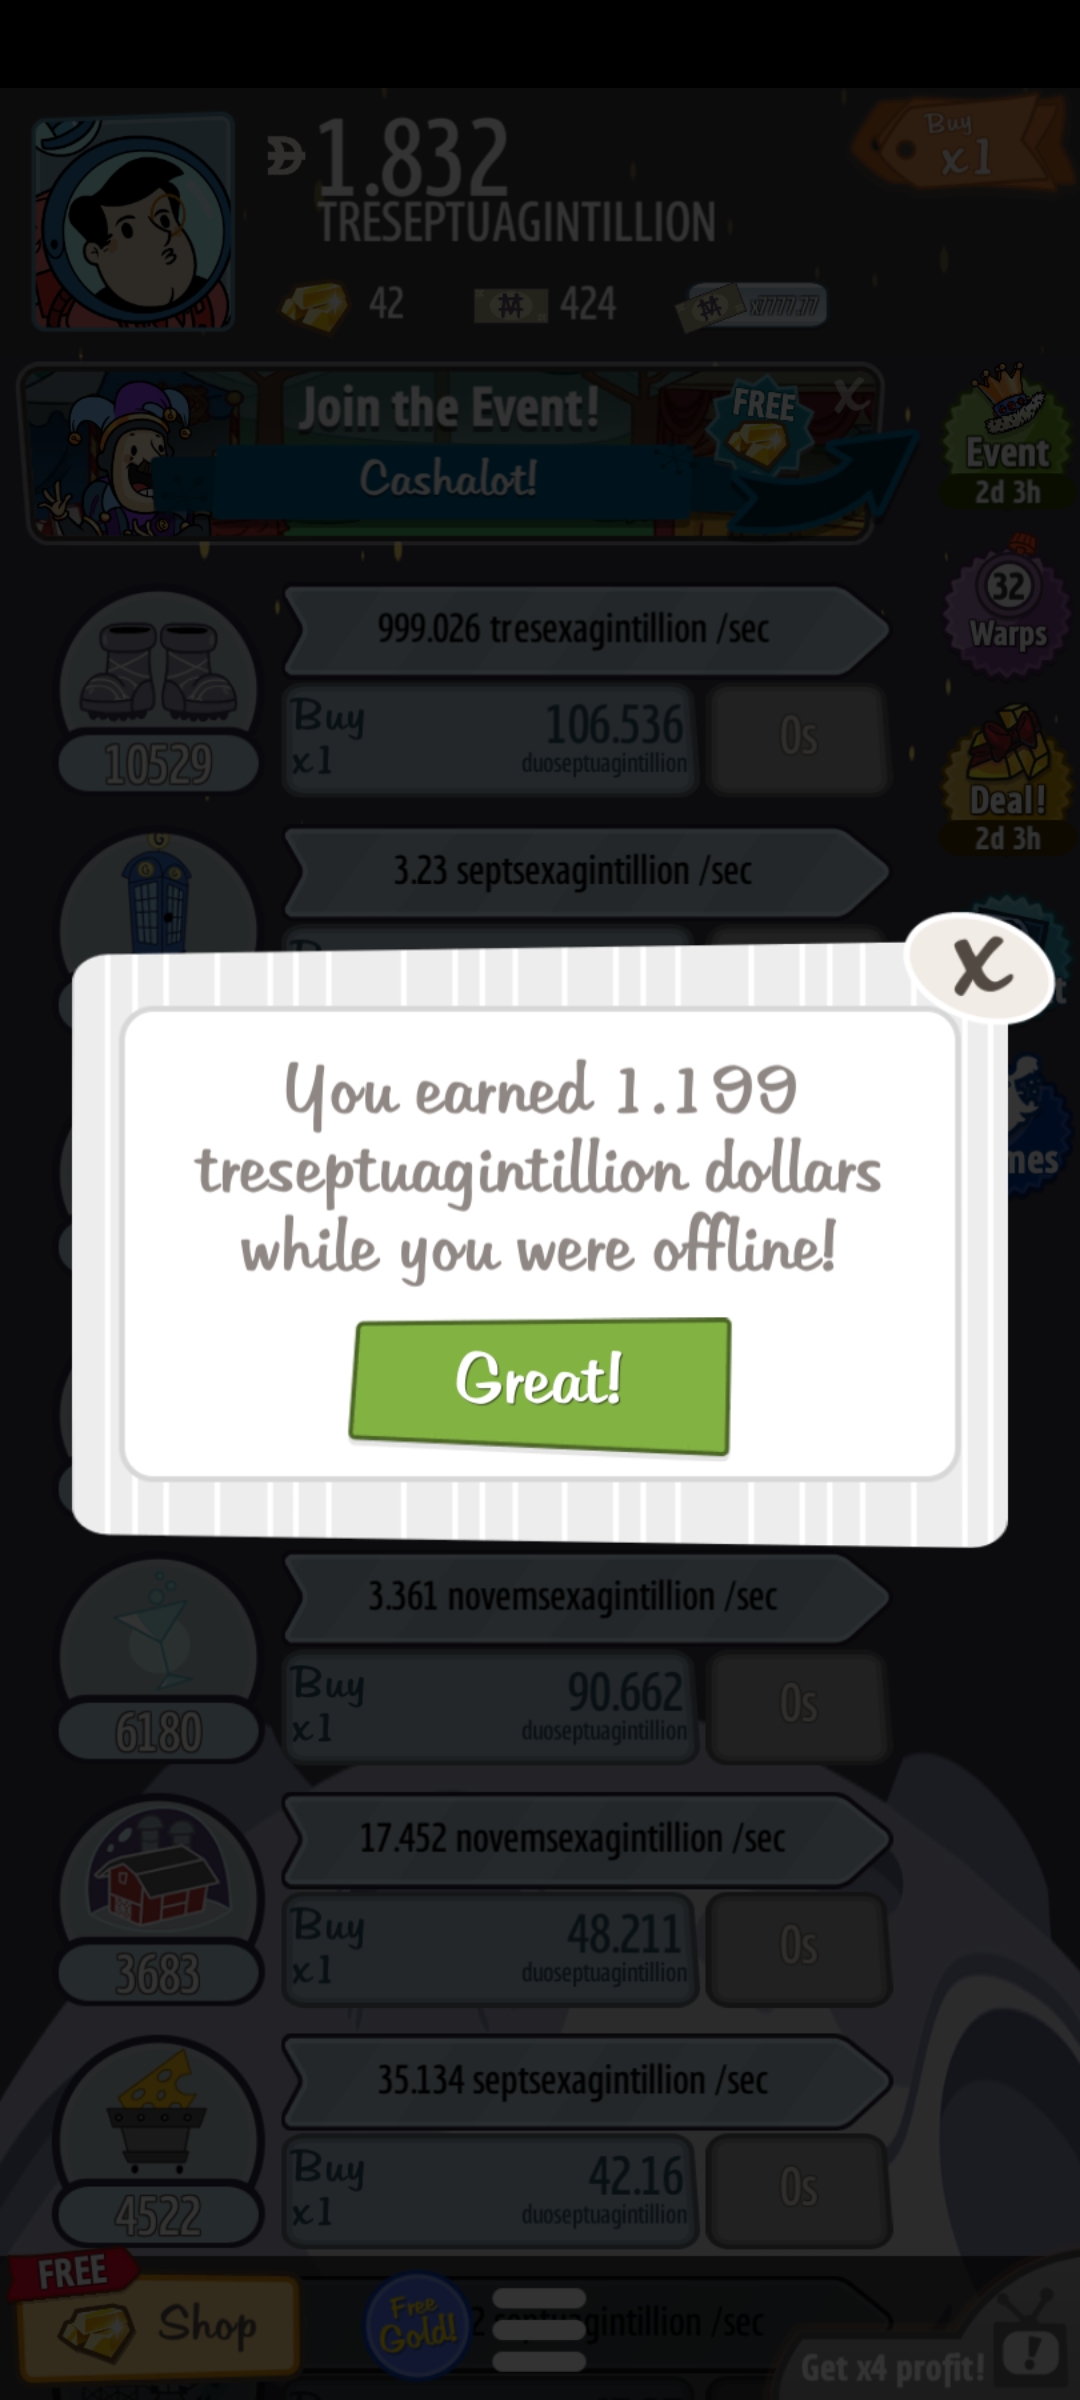 1.832
TRESEPTUAGINTILLION
Buy
x1
42
424
x7777.77
Join the Event!
Cashalot!
FREE
X
Event
2d 3h
999.026 tresexagintillion /sec
10529
Buy
x1
106.536
duoseptuagintillion
0s
32
Warps
Deal!
2d 3h
3.23 septsexagintillion /sec
X
You earned 1.199
treseptuagintillion dollars
while you were offline!
Great!
3.361 novemsexagintillion /sec
6180
Buy
x1
90.662
duoseptuagintillion
0s
17.452 novemsexagintillion /sec
3683
Buy
x1
48.211
duoseptuagintillion
0s
35.134 septsexagintillion /sec
4522
Buy
x1
42.16
duoseptuagintillion
0s
FREE
Shop
Free
Gold!
/sec
Get x4 profit!